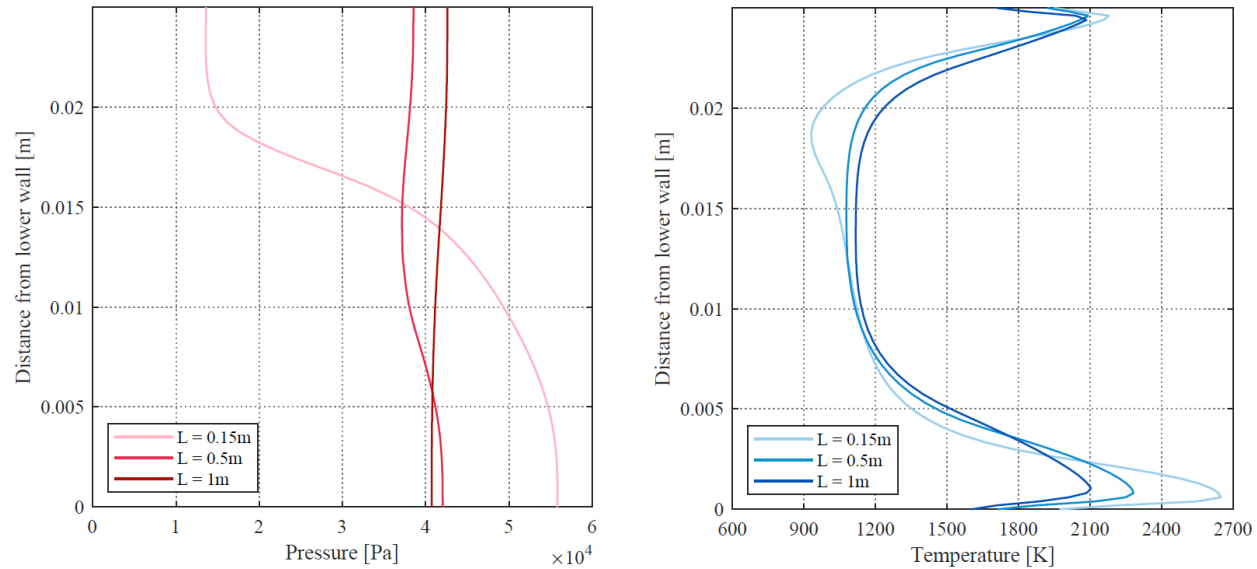 Distance from lower wall [m]
0.02
0.015
0.01
0.005
0
L = 0.15m
L = 0.5m
L = 1m
0 1 2 3 4 5 6
Pressure [Pa]
×10⁴
Distance from lower wall [m]
0.02
0.015
0.01
0.005
0
L = 0.15m
L = 0.5m
L = 1m
600 900 1200 1500 1800 2100 2400 2700
Temperature [K]